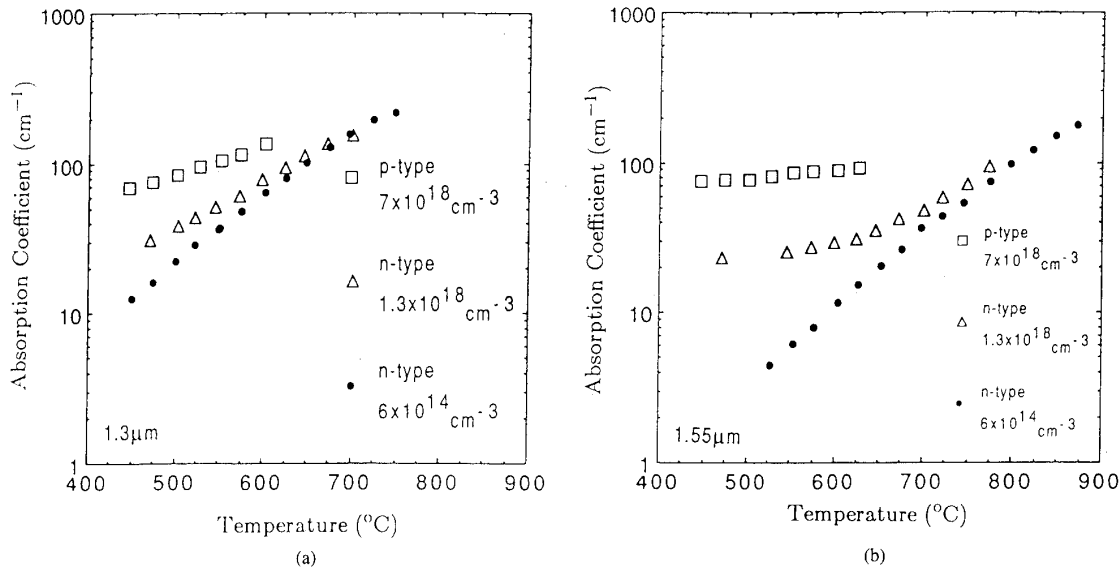 1000
100
10
1
Absorption Coefficient (cm⁻¹)
p-type
7x10¹⁸cm-3
n-type
1.3x10¹⁸cm-3
n-type
6x10¹⁴cm-3
1.3μm
400 500 600 700 800 900
Temperature (°C)
(a)
1000
100
10
1
Absorption Coefficient (cm⁻¹)
p-type
7x10¹⁸cm-3
n-type
1.3x10¹⁸cm-3
n-type
6x10¹⁴cm-3
1.55μm
400 500 600 700 800 900
Temperature (°C)
(b)